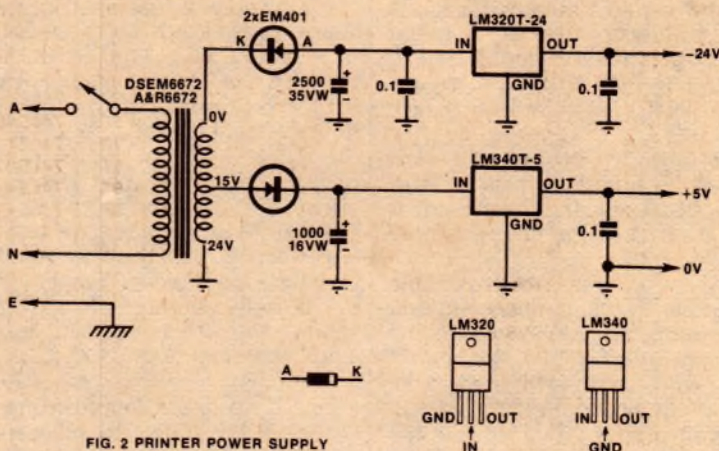 2xEM401
K
A
LM320T-24
IN
OUT
GND
-24V
2500
35VW
+
-
0.1
0.1
DSEM6672
A&R6672
A
0V
15V
24V
N
E
LM340T-5
IN
OUT
GND
+5V
1000
16VW
+
-
0.1
0V
A
K
LM320
GND
OUT
IN
LM340
IN
OUT
GND
FIG. 2 PRINTER POWER SUPPLY